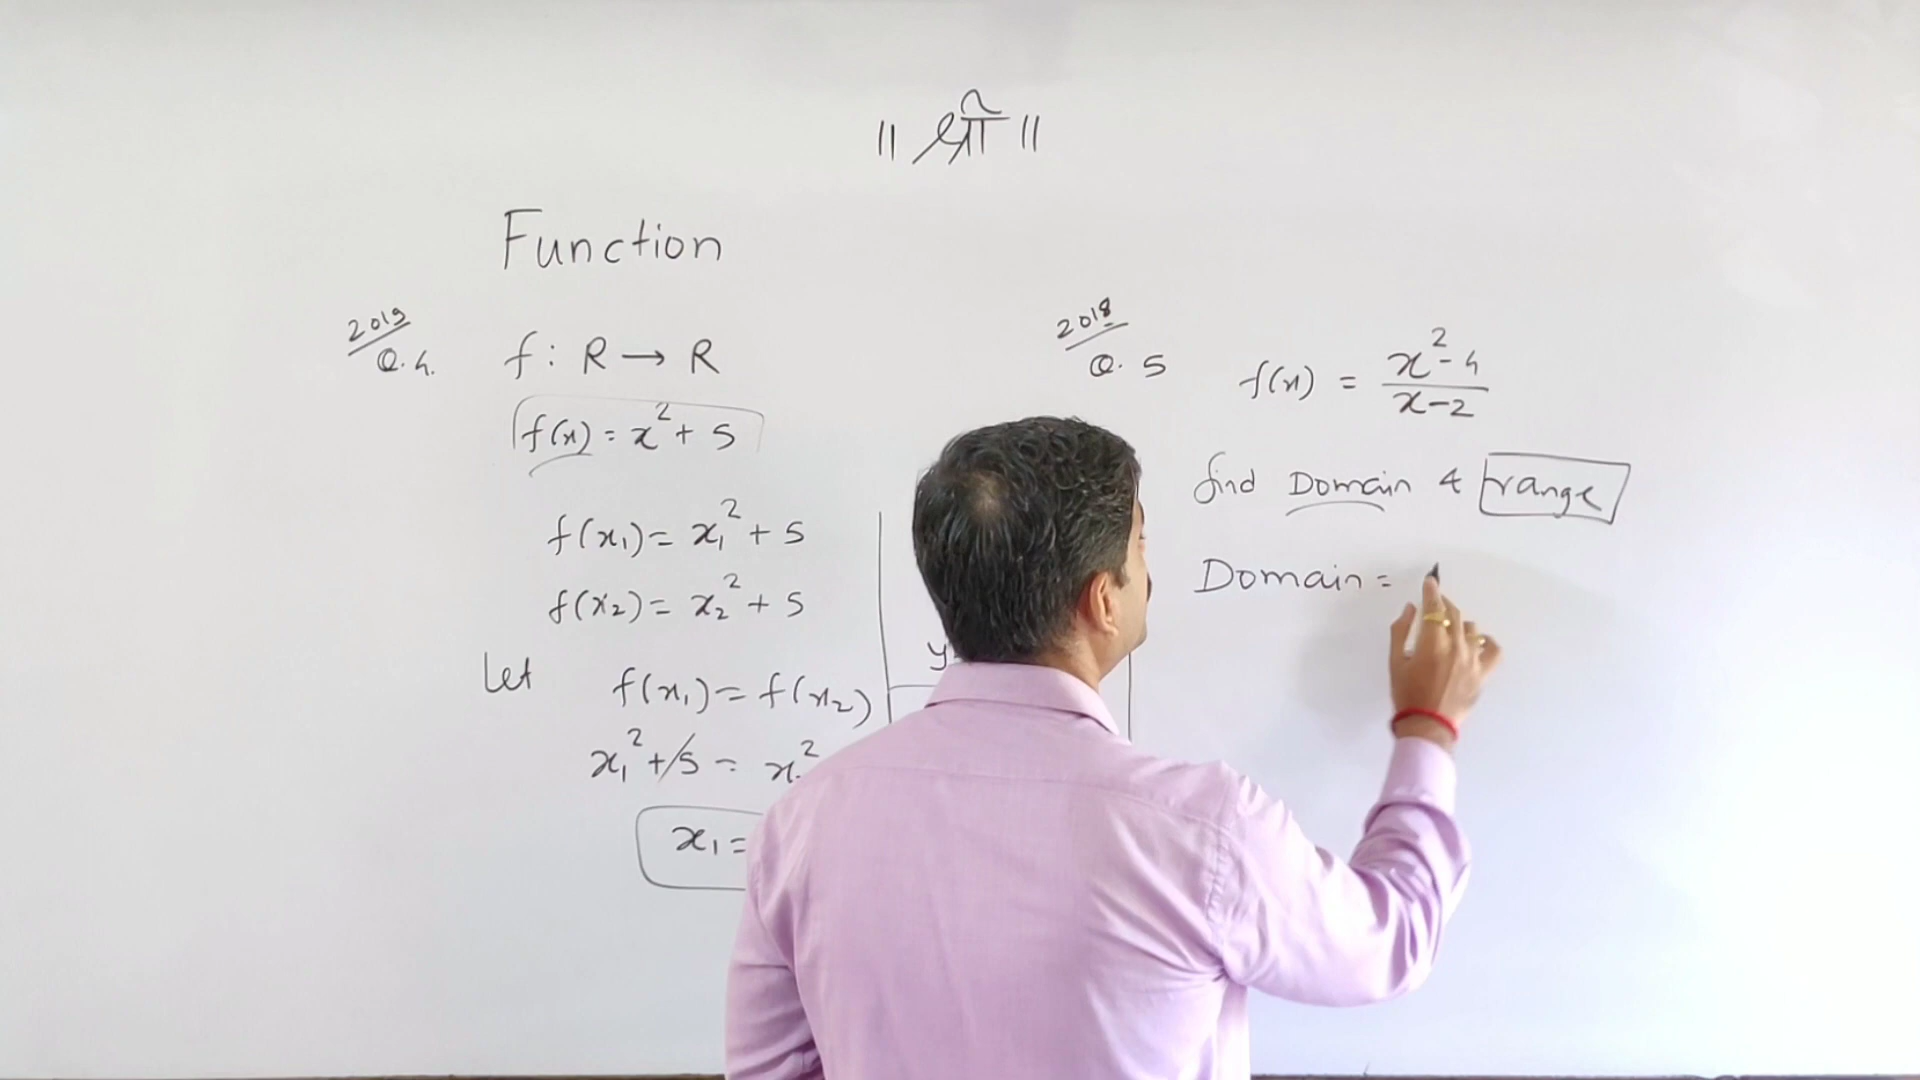 ॥ श्री ॥
Function
2019
Q.4.
f : R → R
f(x) = x² + 5
f(x₁) = x₁² + 5
f(x₂) = x₂² + 5
Let f(x₁) = f(x₂)
x₁² + 5 = x₂²
x₁ =
y
2018
Q. 5
f(x) = (x² - 4)/(x - 2)
find Domain & range
Domain =